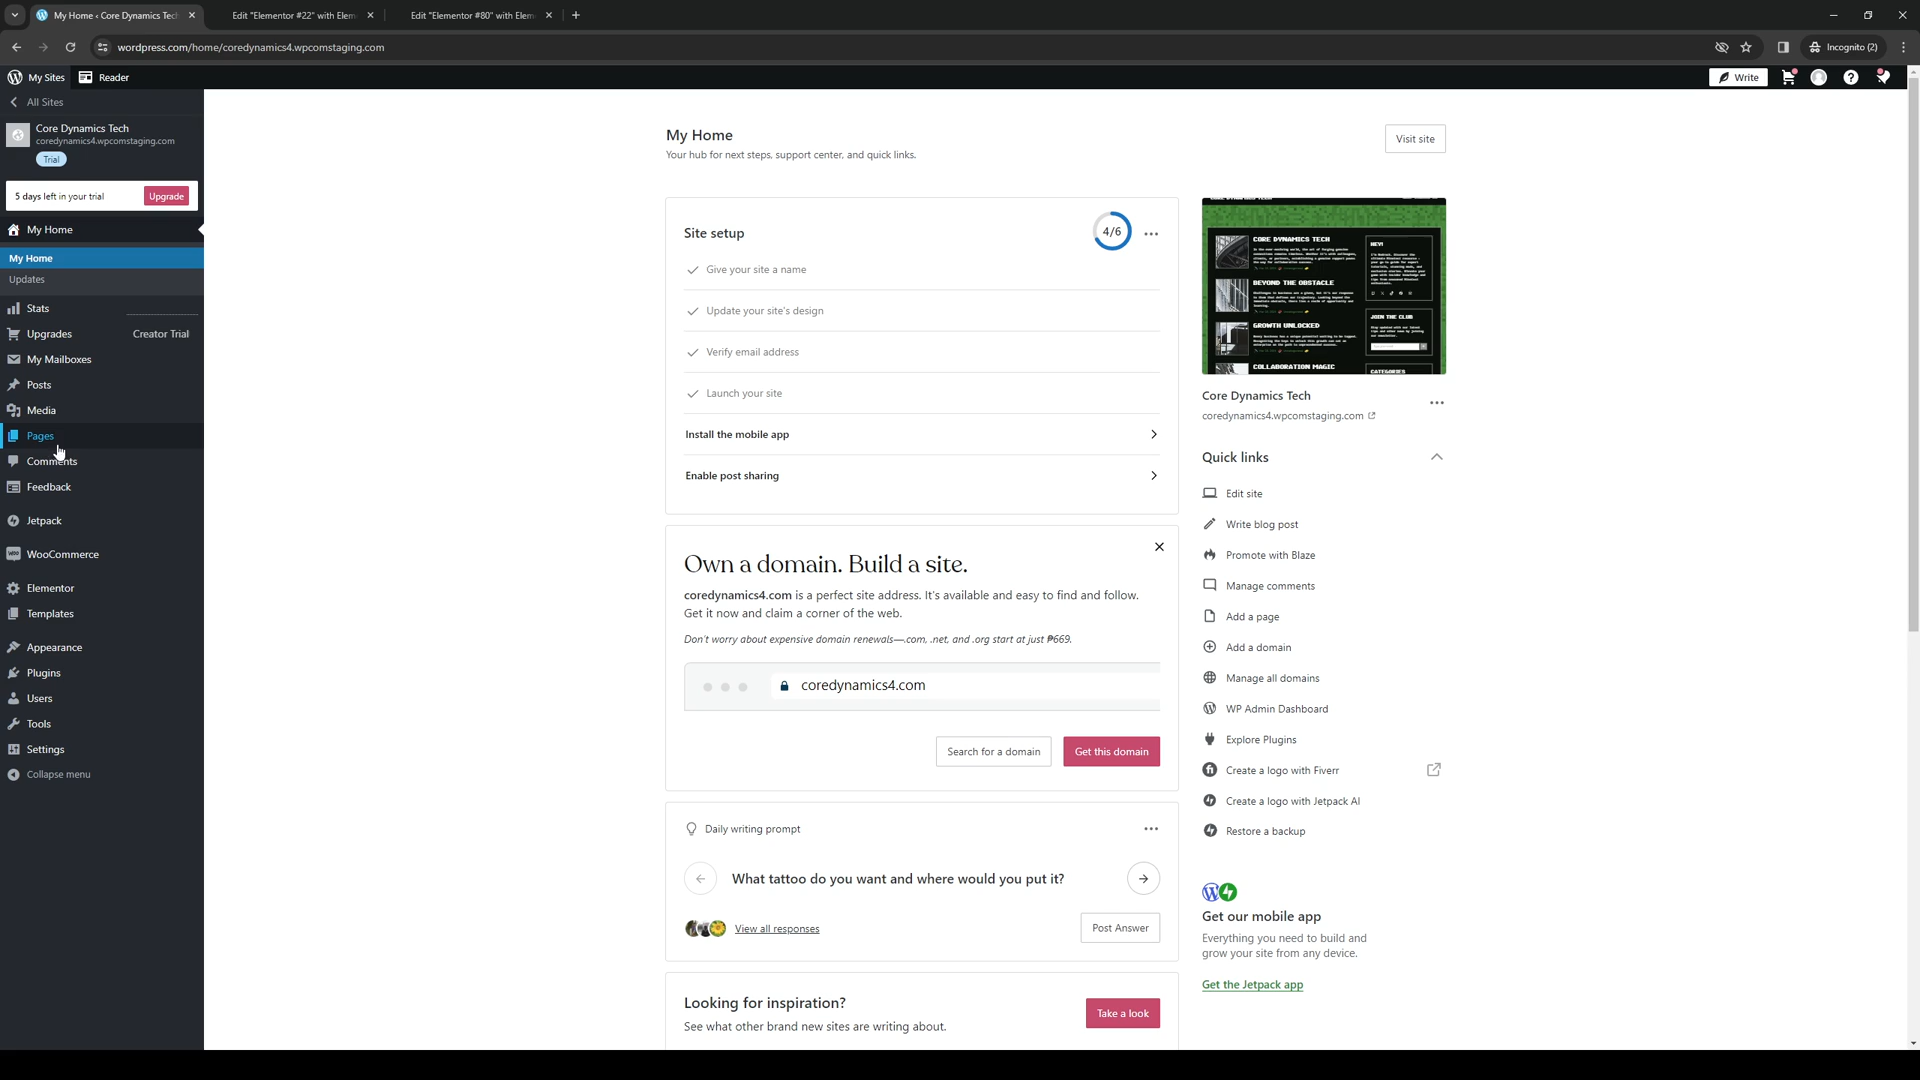 My Home ‹ Core Dynamics Tech
Edit "Elementor #22" with Elem
Edit "Elementor #80" with Elem
wordpress.com/home/coredynamics4.wpcomstaging.com
Incognito (2)
My Sites
Reader
Write
All Sites
Core Dynamics Tech
coredynamics4.wpcomstaging.com
Trial
5 days left in your trial
Upgrade
My Home
My Home
Updates
Stats
Upgrades
Creator Trial
My Mailboxes
Posts
Media
Pages
Comments
Feedback
Jetpack
WooCommerce
Elementor
Templates
Appearance
Plugins
Users
Tools
Settings
Collapse menu
My Home
Your hub for next steps, support center, and quick links.
Visit site
Site setup
4/6
Give your site a name
Update your site's design
Verify email address
Launch your site
Install the mobile app
Enable post sharing
Own a domain. Build a site.
coredynamics4.com is a perfect site address. It's available and easy to find and follow.
Get it now and claim a corner of the web.
Don't worry about expensive domain renewals—.com, .net, and .org start at just ₱669.
coredynamics4.com
Search for a domain
Get this domain
Daily writing prompt
What tattoo do you want and where would you put it?
View all responses
Post Answer
Looking for inspiration?
See what other brand new sites are writing about.
Take a look
CORE DYNAMICS TECH
BEYOND THE OBSTACLE
GROWTH UNLOCKED
COLLABORATION MAGIC
HEY!
JOIN THE CLUB
CATEGORIES
Core Dynamics Tech
coredynamics4.wpcomstaging.com
Quick links
Edit site
Write blog post
Promote with Blaze
Manage comments
Add a page
Add a domain
Manage all domains
WP Admin Dashboard
Explore Plugins
Create a logo with Fiverr
Create a logo with Jetpack AI
Restore a backup
Get our mobile app
Everything you need to build and
grow your site from any device.
Get the Jetpack app